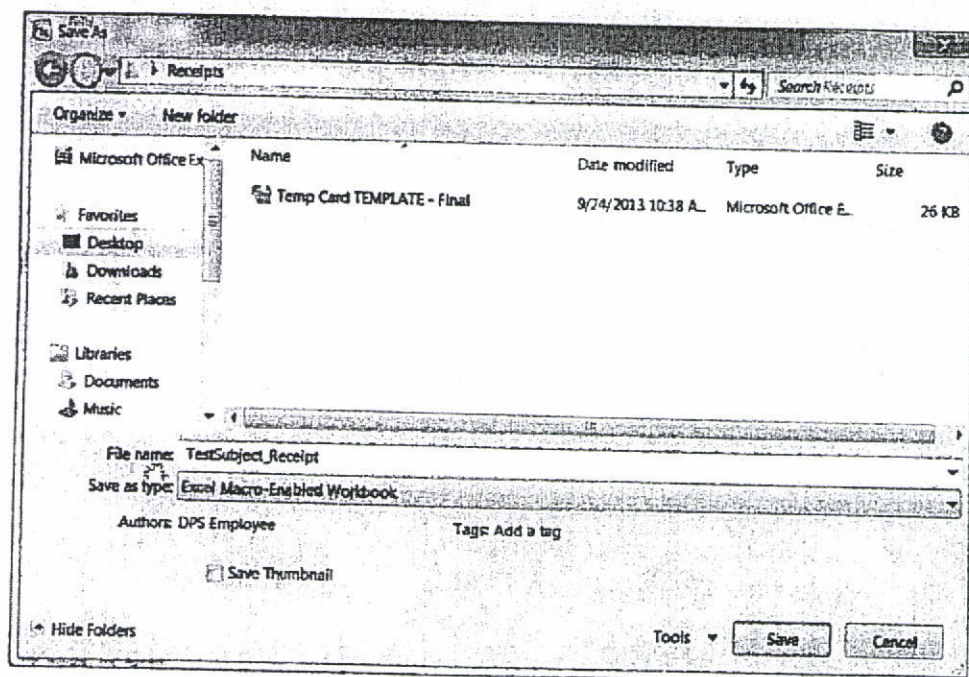 Save As
Receipts
Search Receipts
Organize
New folder
Microsoft Office Ex
Favorites
Desktop
Downloads
Recent Places
Libraries
Documents
Music
Name
Date modified
Type
Size
Temp Card TEMPLATE - Final
9/24/2013 10:38 A...
Microsoft Office E...
26 KB
File name: TestSubject_Receipt
Save as type: Excel Macro-Enabled Workbook
Authors: DPS Employee
Tags: Add a tag
Save Thumbnail
Hide Folders
Tools
Save
Cancel